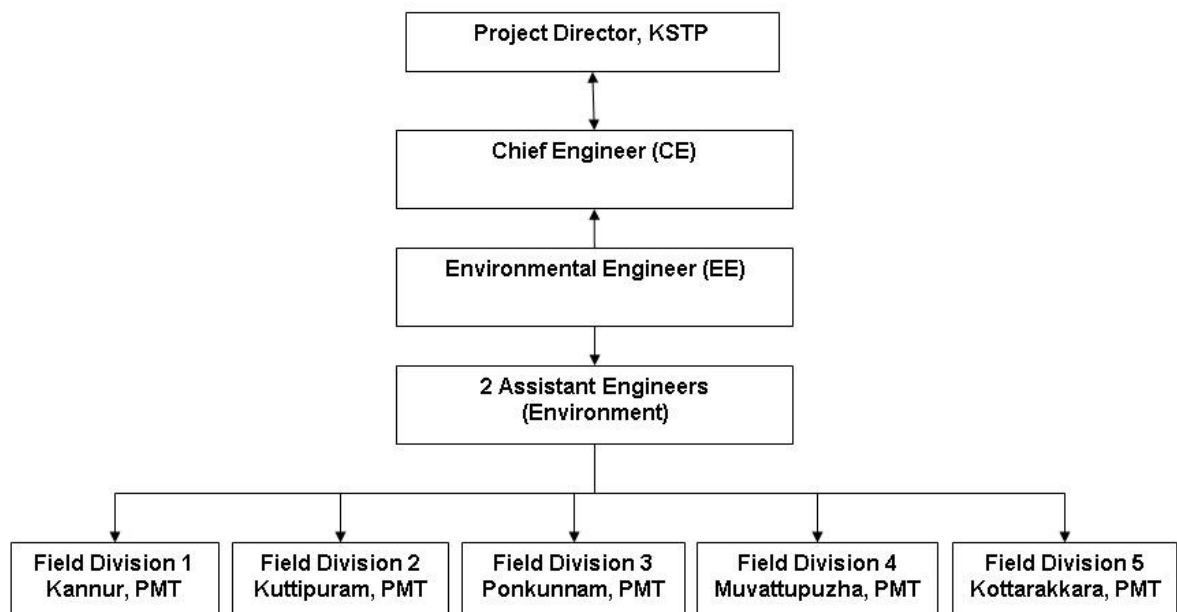 Project Director, KSTP
Chief Engineer (CE)
Environmental Engineer (EE)
2 Assistant Engineers
(Environment)
Field Division 1
Kannur, PMT
Field Division 2
Kuttipuram, PMT
Field Division 3
Ponkunnam, PMT
Field Division 4
Muvattupuzha, PMT
Field Division 5
Kottarakkara, PMT